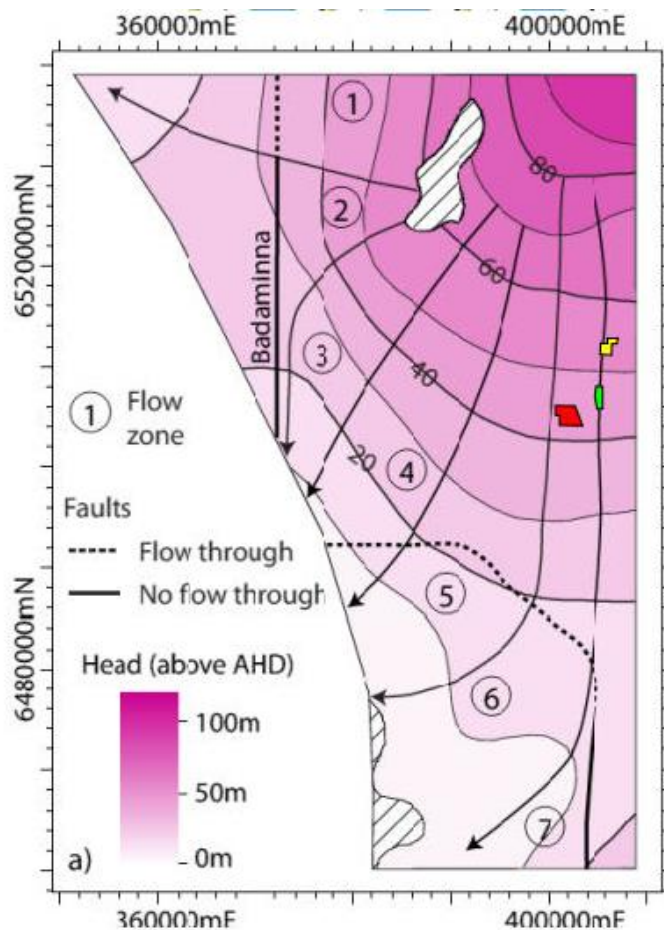 360000mE 400000mE
6520000mN
6480000mN
1
80
2
60
Badaminna
3
40
1 Flow
zone
20
4
Faults
Flow through
No flow through
5
Head (above AHD)
6
100m
50m
7
0m
a)
360000mE 400000mE